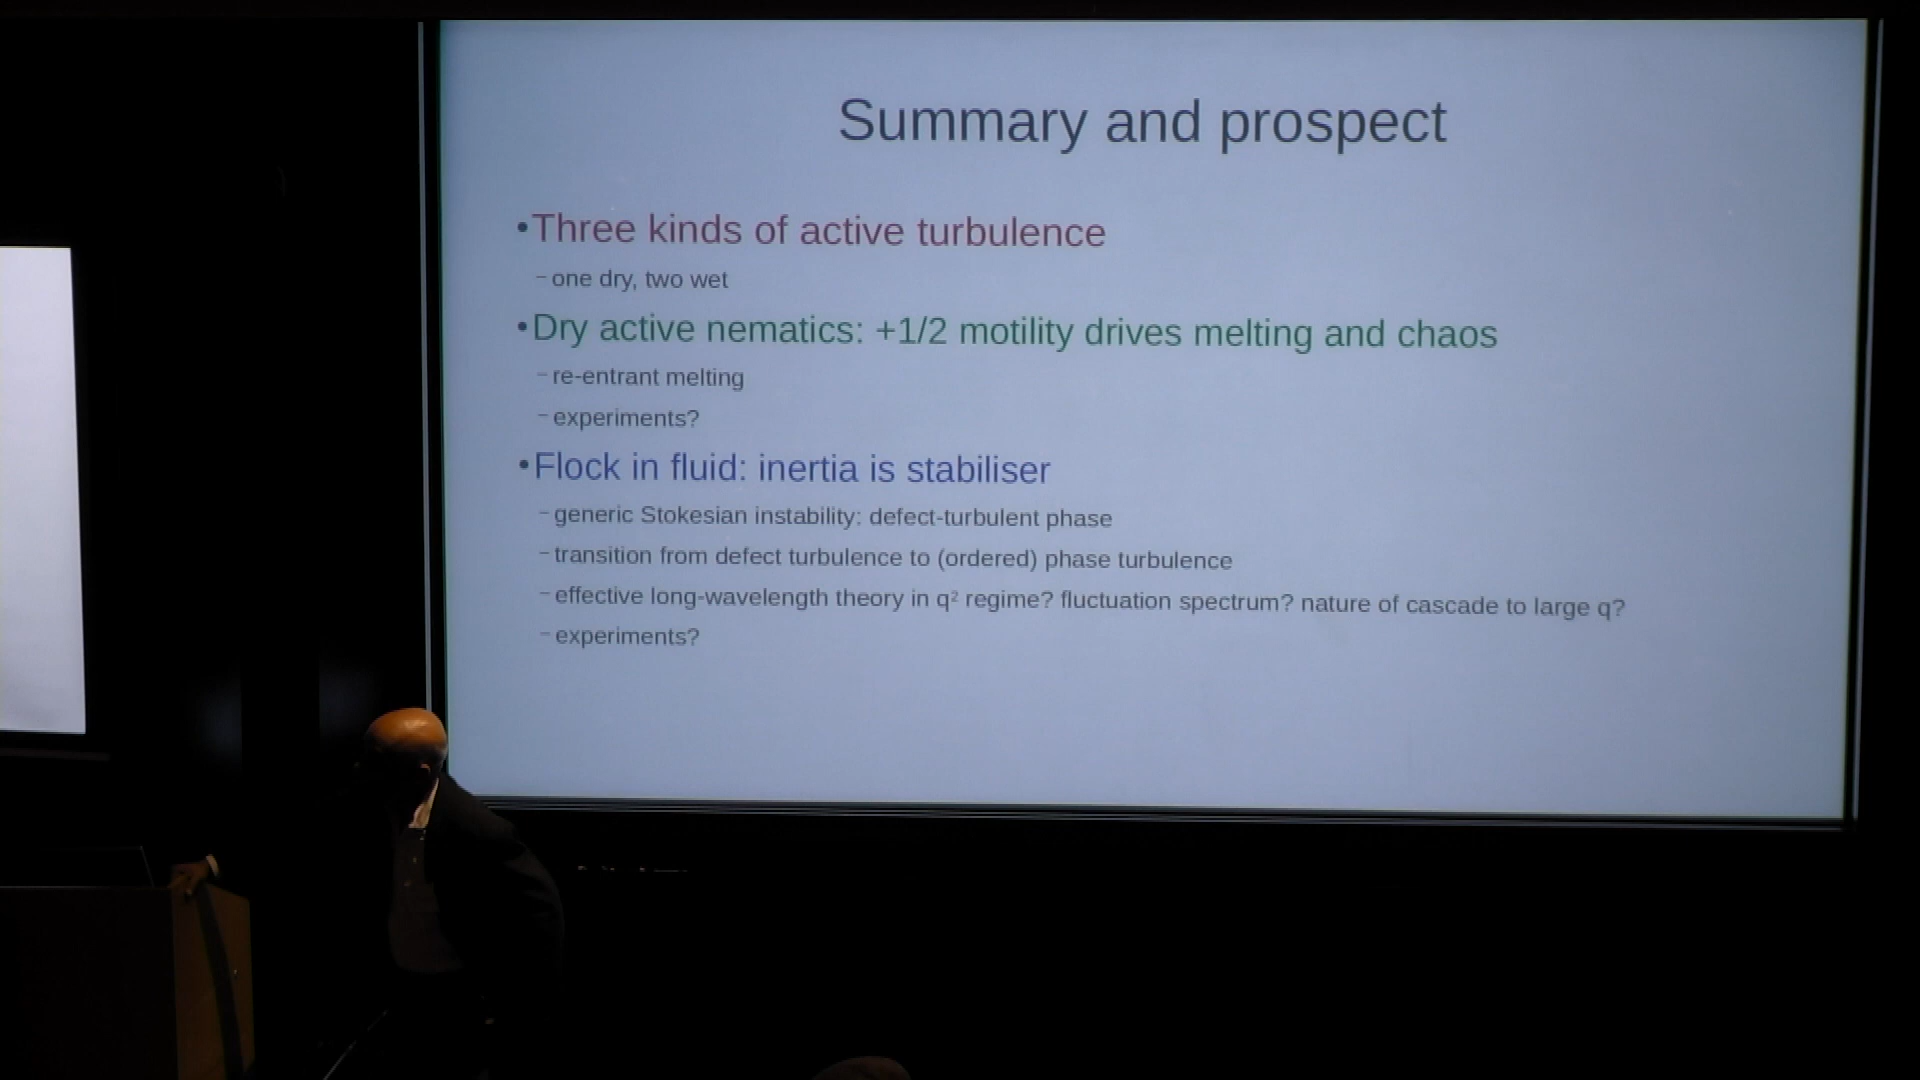 Summary and prospect
•Three kinds of active turbulence
– one dry, two wet
•Dry active nematics: +1/2 motility drives melting and chaos
– re-entrant melting
– experiments?
•Flock in fluid: inertia is stabiliser
– generic Stokesian instability: defect-turbulent phase
– transition from defect turbulence to (ordered) phase turbulence
– effective long-wavelength theory in q² regime? fluctuation spectrum? nature of cascade to large q?
– experiments?